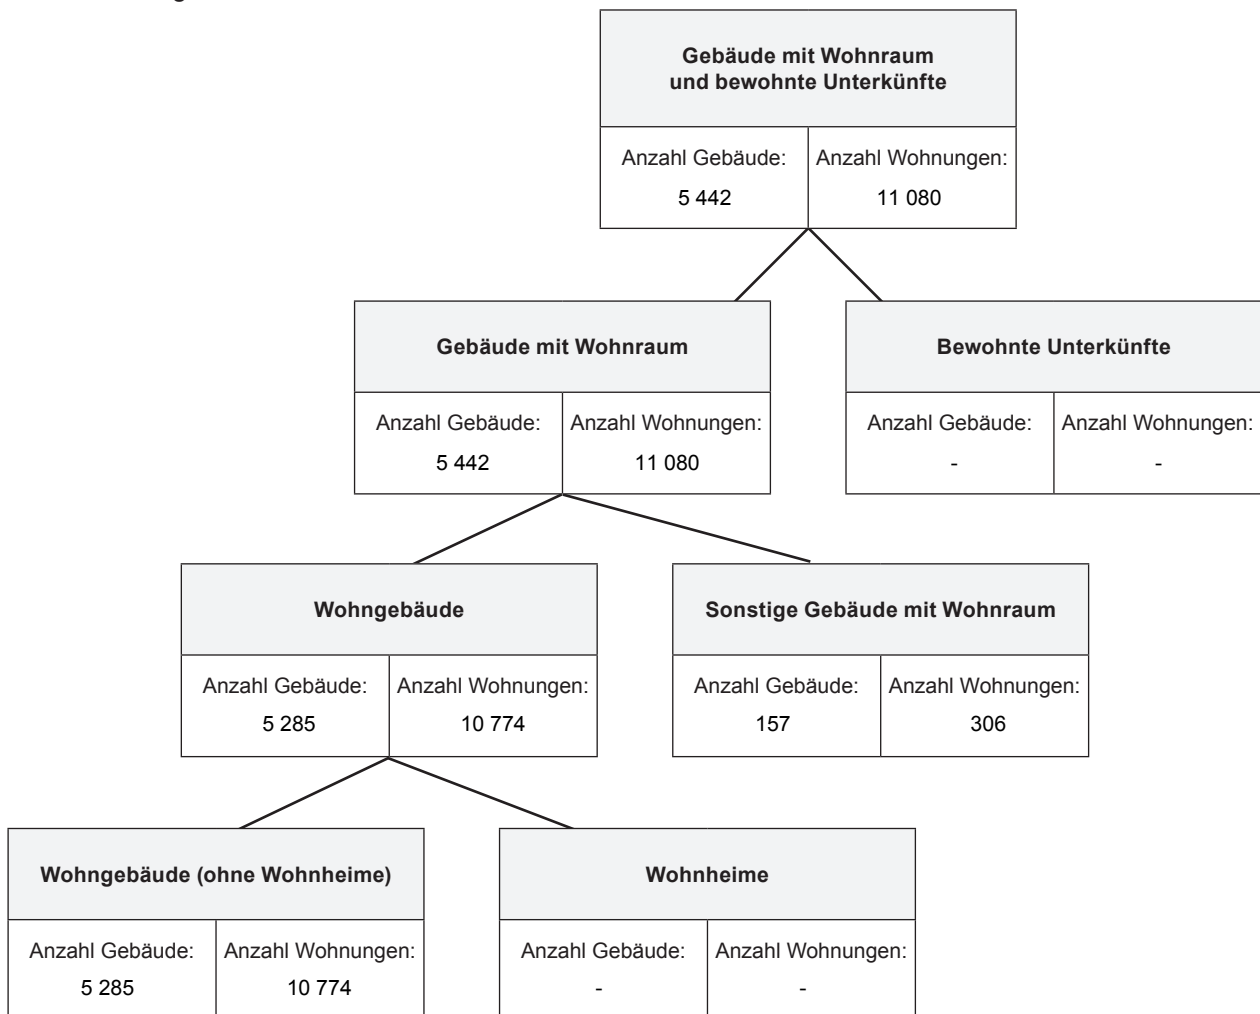 Gebäude mit Wohnraum
und bewohnte Unterkünfte
Anzahl Gebäude: Anzahl Wohnungen:
5 442 11 080
Gebäude mit Wohnraum
Bewohnte Unterkünfte
Anzahl Gebäude: Anzahl Wohnungen:
5 442 11 080
Anzahl Gebäude: Anzahl Wohnungen:
- -
Wohngebäude
Sonstige Gebäude mit Wohnraum
Anzahl Gebäude: Anzahl Wohnungen:
5 285 10 774
Anzahl Gebäude: Anzahl Wohnungen:
157 306
Wohngebäude (ohne Wohnheime)
Wohnheime
Anzahl Gebäude: Anzahl Wohnungen:
5 285 10 774
Anzahl Gebäude: Anzahl Wohnungen:
- -